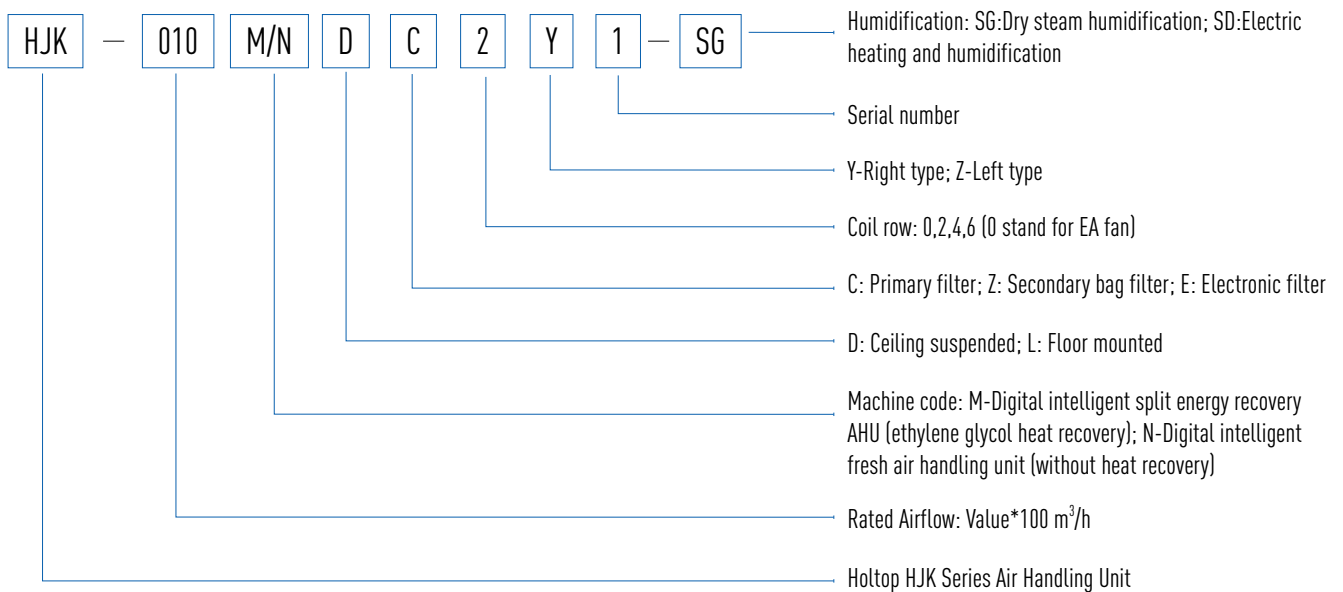 HJK — 010 M/N D C 2 Y 1 — SG
Humidification: SG:Dry steam humidification; SD:Electric
heating and humidification
Serial number
Y-Right type; Z-Left type
Coil row: 0,2,4,6 (0 stand for EA fan)
C: Primary filter; Z: Secondary bag filter; E: Electronic filter
D: Ceiling suspended; L: Floor mounted
Machine code: M-Digital intelligent split energy recovery
AHU (ethylene glycol heat recovery); N-Digital intelligent
fresh air handling unit (without heat recovery)
Rated Airflow: Value*100 m³/h
Holtop HJK Series Air Handling Unit